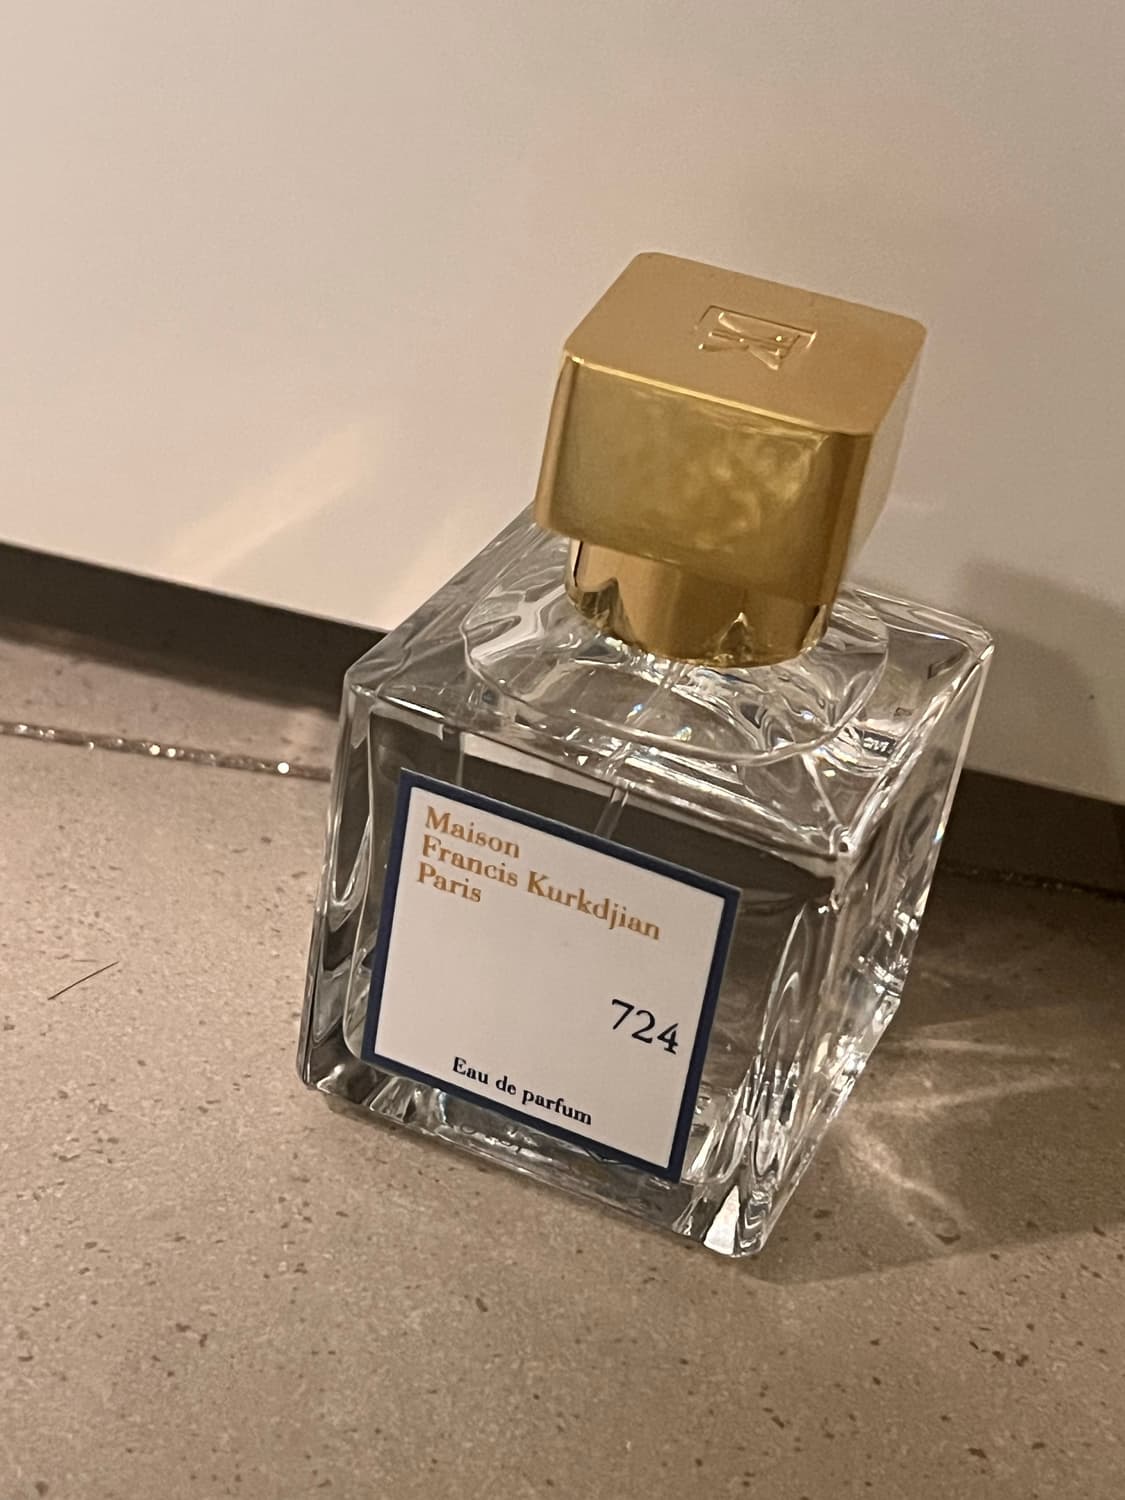 Maison
Francis Kurkdjian
Paris
724
Eau de parfum